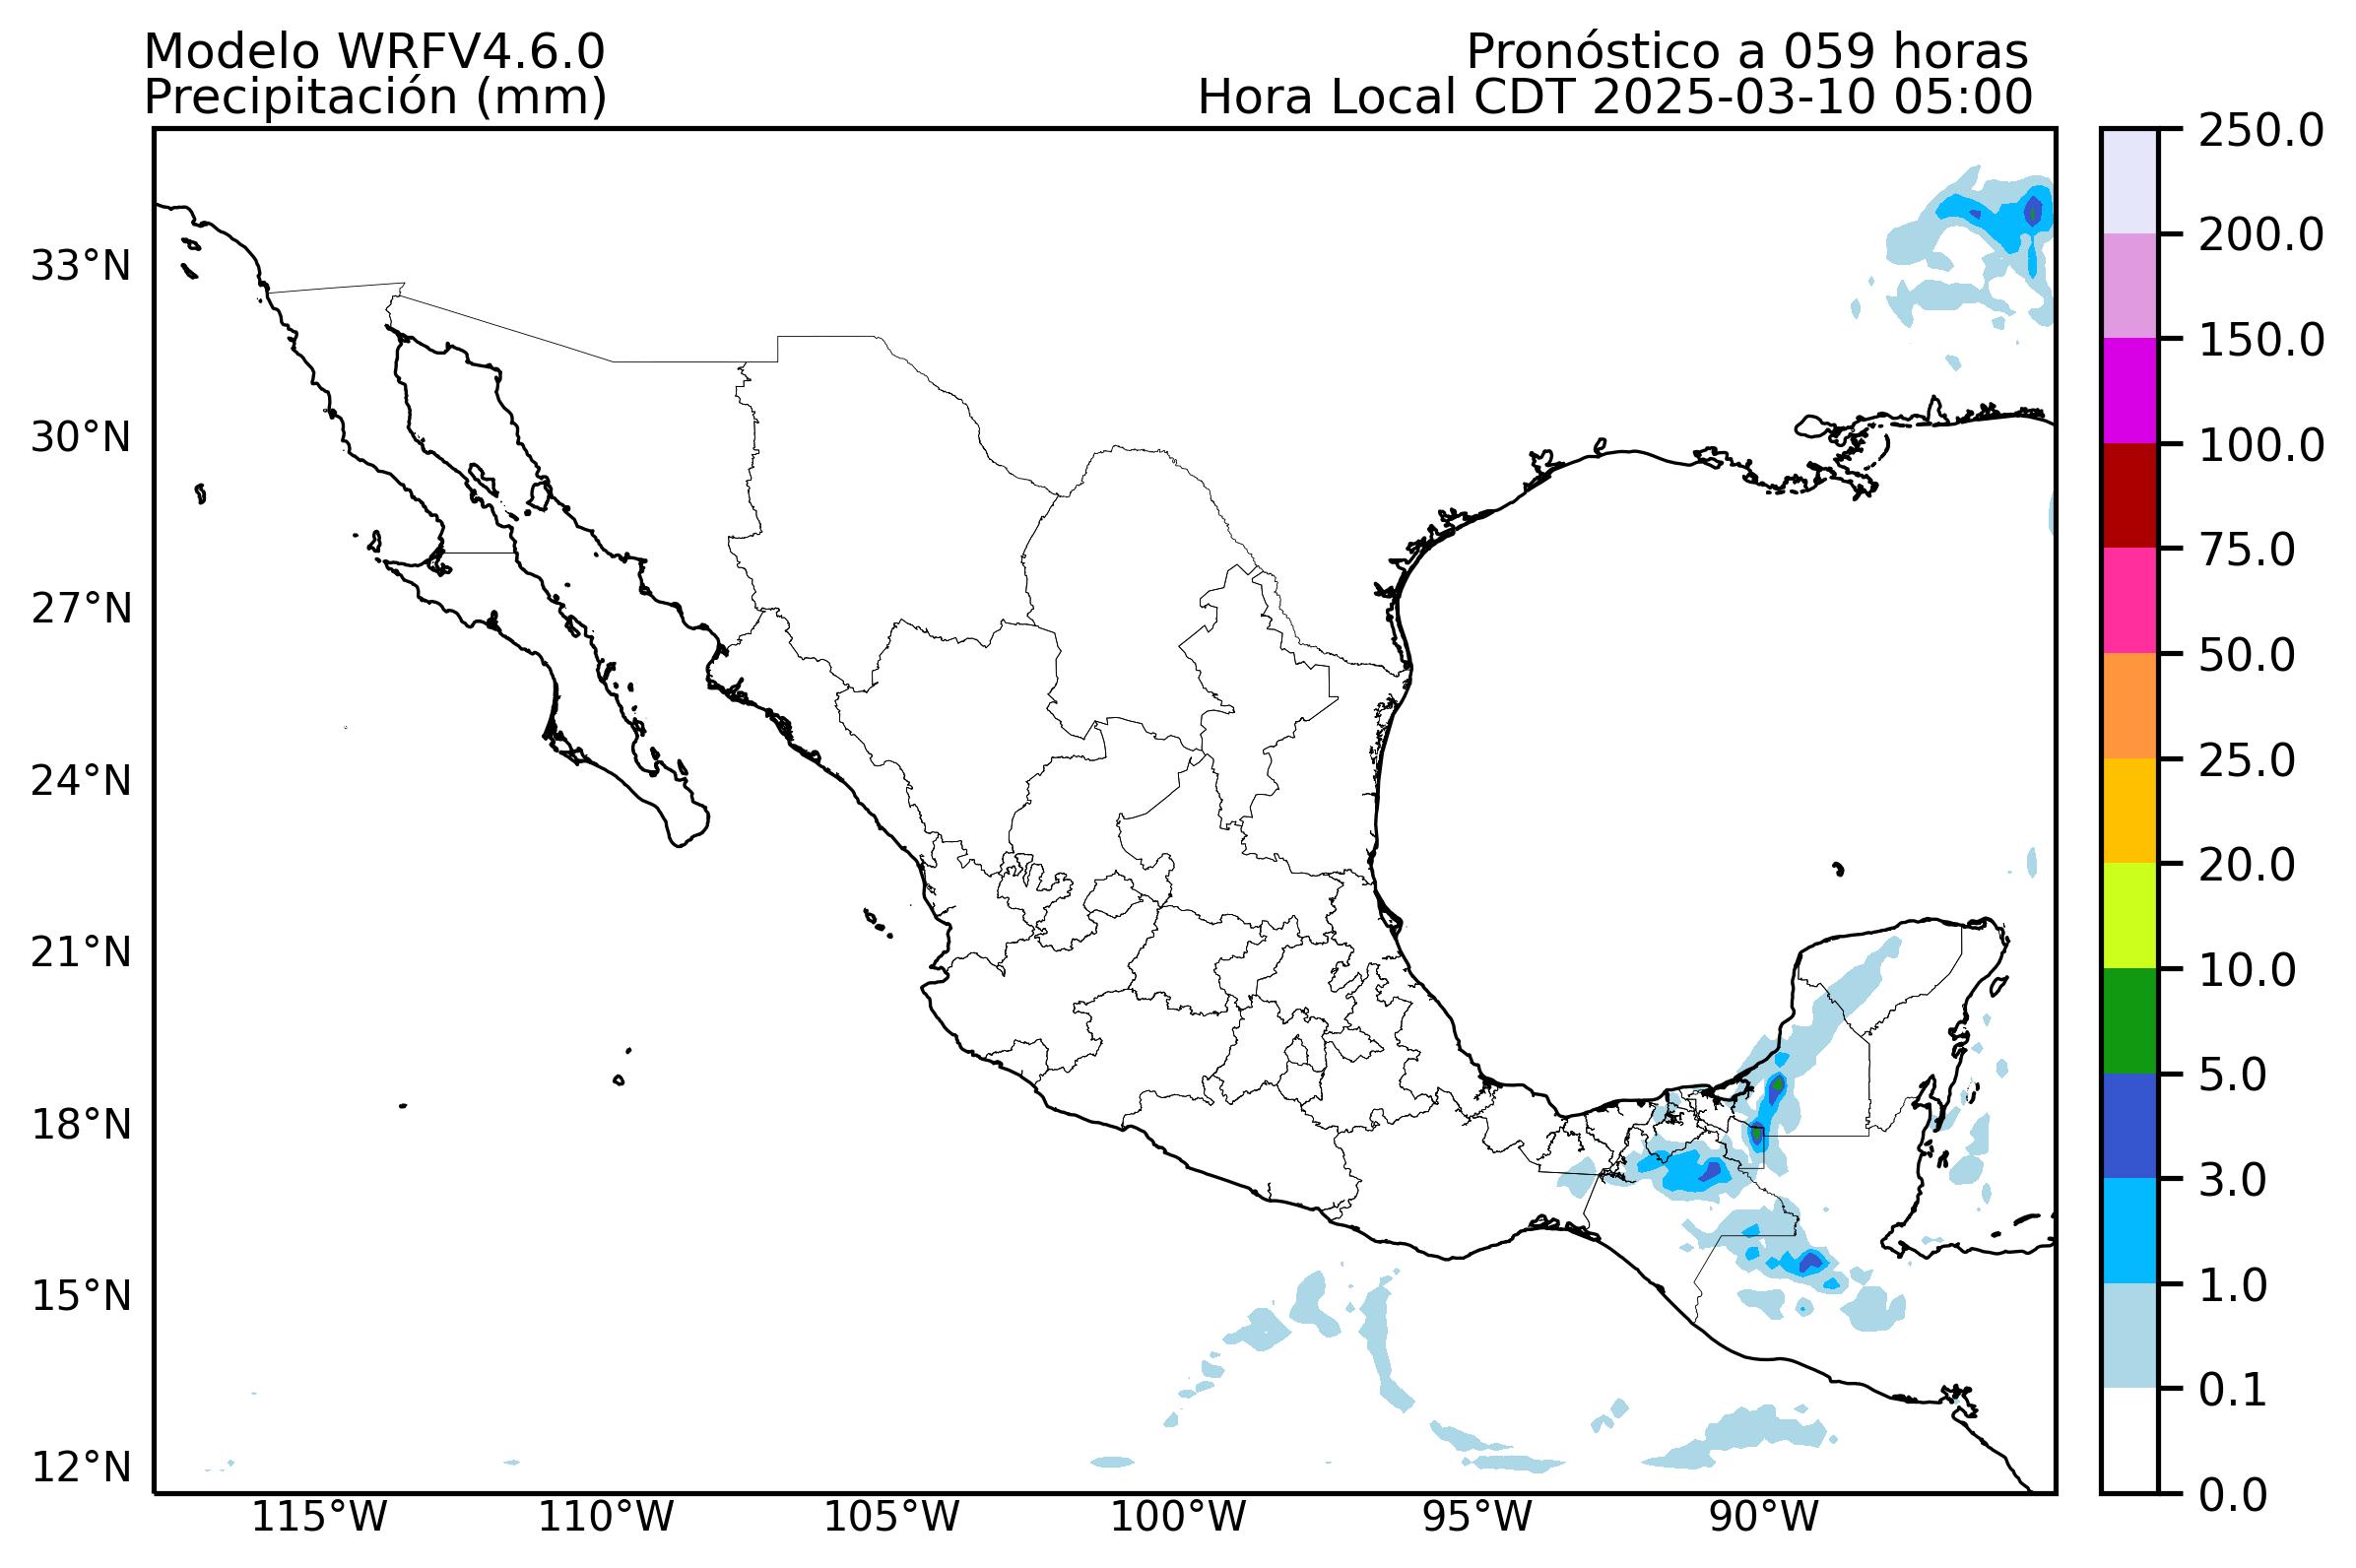 Modelo WRFV4.6.0
Pronóstico a 059 horas
Precipitación (mm)
Hora Local CDT 2025-03-10 05:00
33°N
30°N
27°N
24°N
21°N
18°N
15°N
12°N
115°W
110°W
105°W
100°W
95°W
90°W
250.0
200.0
150.0
100.0
75.0
50.0
25.0
20.0
10.0
5.0
3.0
1.0
0.1
0.0